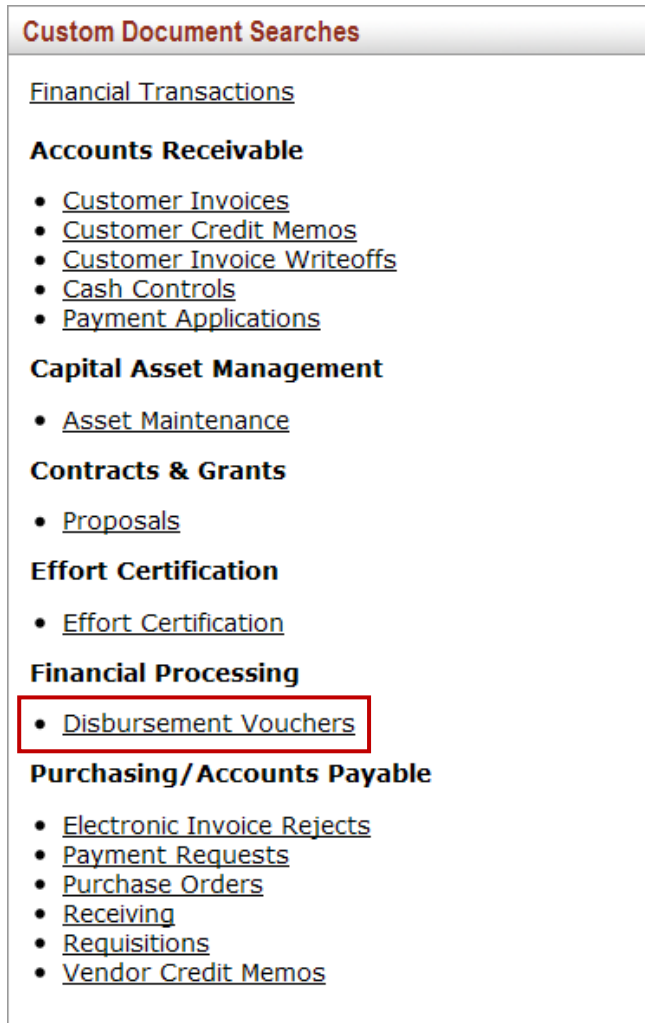 Custom Document Searches
Financial Transactions
Accounts Receivable
• Customer Invoices
• Customer Credit Memos
• Customer Invoice Writeoffs
• Cash Controls
• Payment Applications
Capital Asset Management
• Asset Maintenance
Contracts & Grants
• Proposals
Effort Certification
• Effort Certification
Financial Processing
• Disbursement Vouchers
Purchasing/Accounts Payable
• Electronic Invoice Rejects
• Payment Requests
• Purchase Orders
• Receiving
• Requisitions
• Vendor Credit Memos